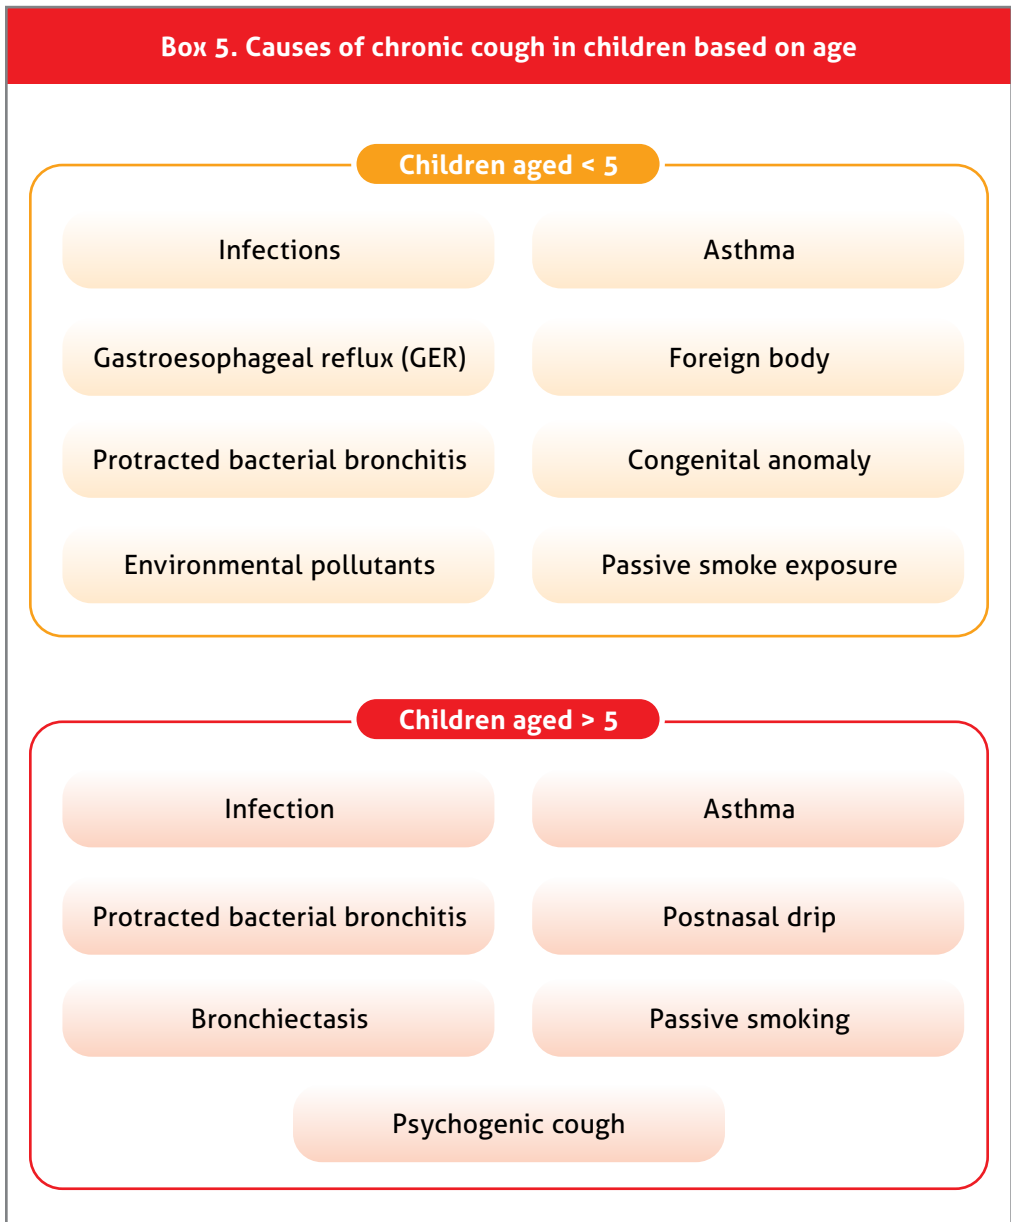 Box 5. Causes of chronic cough in children based on age
Children aged < 5
Infections
Asthma
Gastroesophageal reflux (GER)
Foreign body
Protracted bacterial bronchitis
Congenital anomaly
Environmental pollutants
Passive smoke exposure
Children aged > 5
Infection
Asthma
Protracted bacterial bronchitis
Postnasal drip
Bronchiectasis
Passive smoking
Psychogenic cough